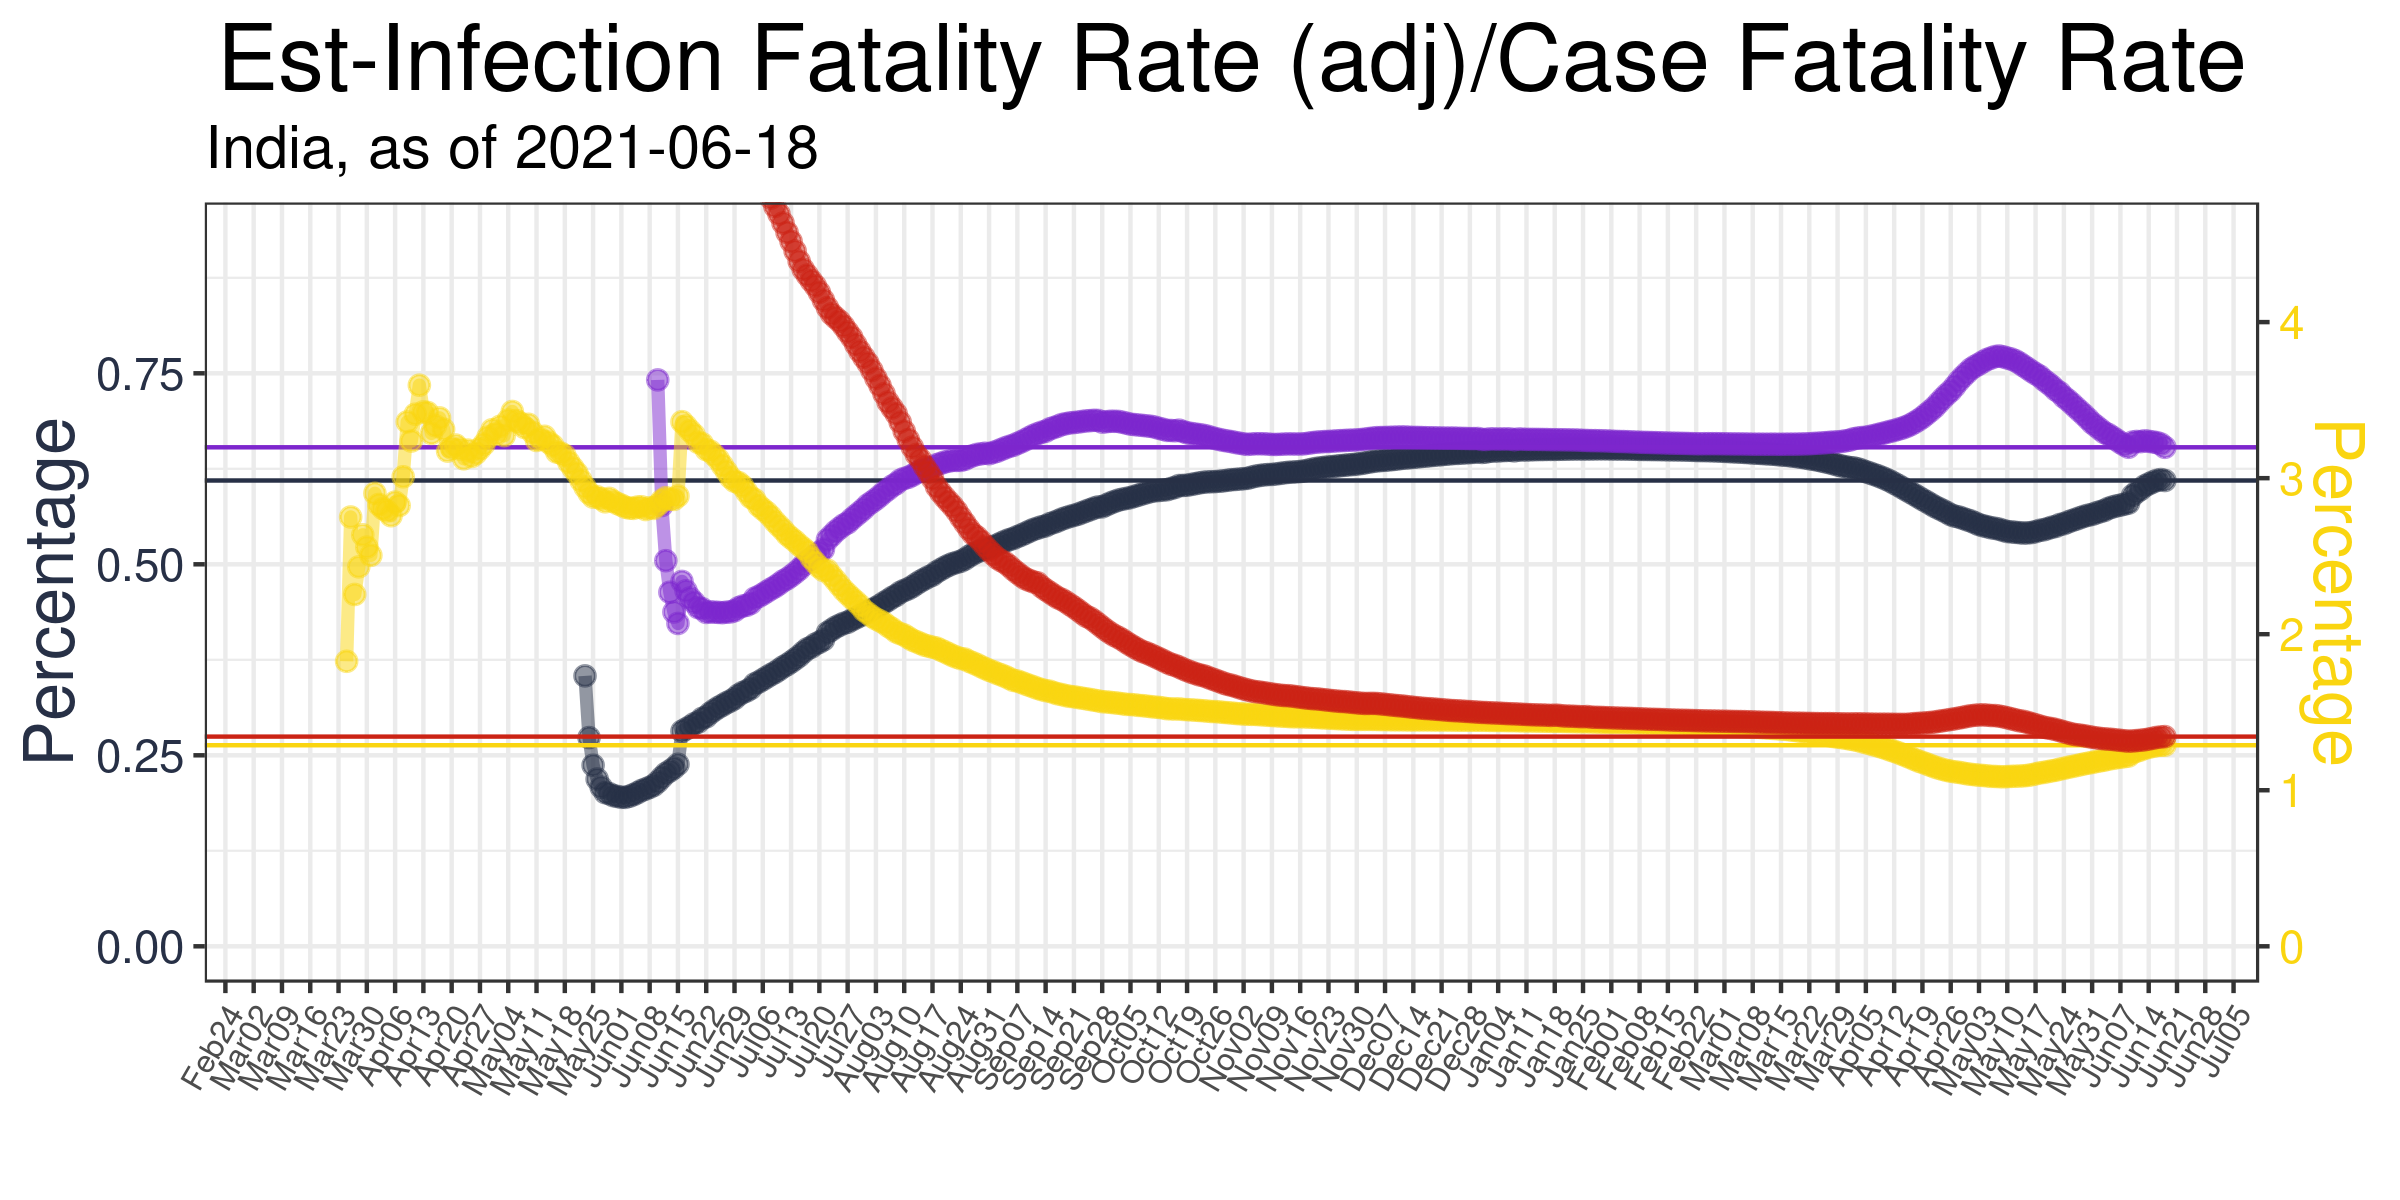 Est-Infection Fatality Rate (adj)/Case Fatality Rate
India, as of 2021-06-18
Percentage
0.75
0.50
0.25
0.00
4
3
2
1
0
Percentage
Feb24
Mar02
Mar09
Mar16
Mar23
Mar30
Apr06
Apr13
Apr20
Apr27
May04
May11
May18
May25
Jun01
Jun08
Jun15
Jun22
Jun29
Jul06
Jul13
Jul20
Jul27
Aug03
Aug10
Aug17
Aug24
Aug31
Sep07
Sep14
Sep21
Sep28
Oct05
Oct12
Oct19
Oct26
Nov02
Nov09
Nov16
Nov23
Nov30
Dec07
Dec14
Dec21
Dec28
Jan04
Jan11
Jan18
Jan25
Feb01
Feb08
Feb15
Feb22
Mar01
Mar08
Mar15
Mar22
Mar29
Apr05
Apr12
Apr19
Apr26
May03
May10
May17
May24
May31
Jun07
Jun14
Jun21
Jun28
Jul05